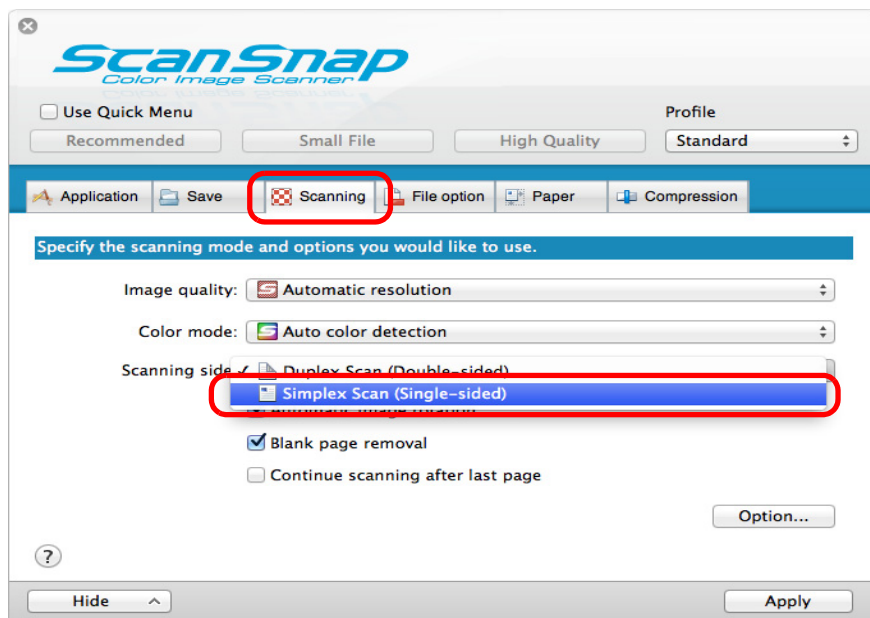 ScanSnap
Color Image Scanner
Use Quick Menu
Profile
Recommended Small File High Quality Standard
Application Save Scanning File option Paper Compression
Specify the scanning mode and options you would like to use.
Image quality: Automatic resolution
Color mode: Auto color detection
Scanning side Duplex Scan (Double-sided)
Simplex Scan (Single-sided)
Automatic image rotation
Blank page removal
Continue scanning after last page
Option...
?
Hide Apply